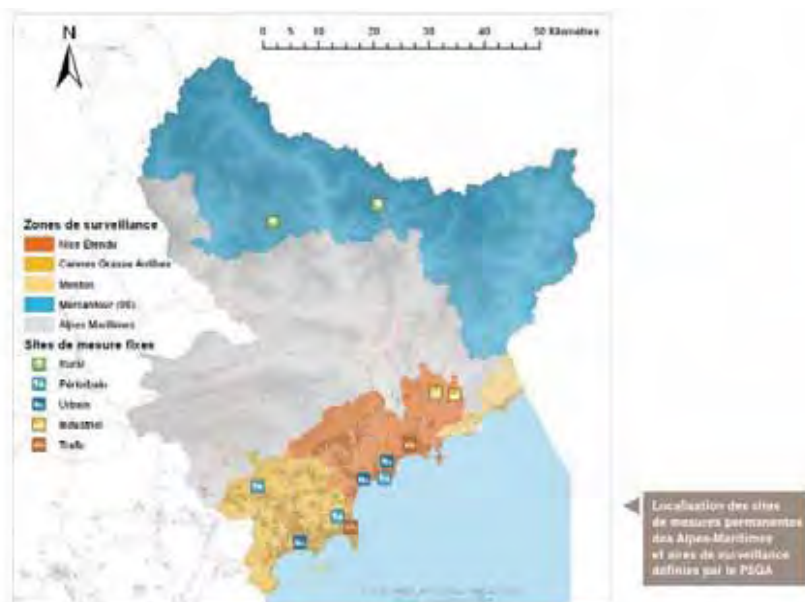 N
0 5 10 20 30 40 50 Kilomètres
Zones de surveillance
Nice Etendu
Cannes Grasse Antibes
Menton
Mercantour (06)
Alpes Maritimes
Sites de mesure fixes
Rural
Périurbain
Urbain
Industriel
Trafic
Localisation des sites
de mesures permanentes
des Alpes-Maritimes
et aires de surveillance
définies par le PSQA